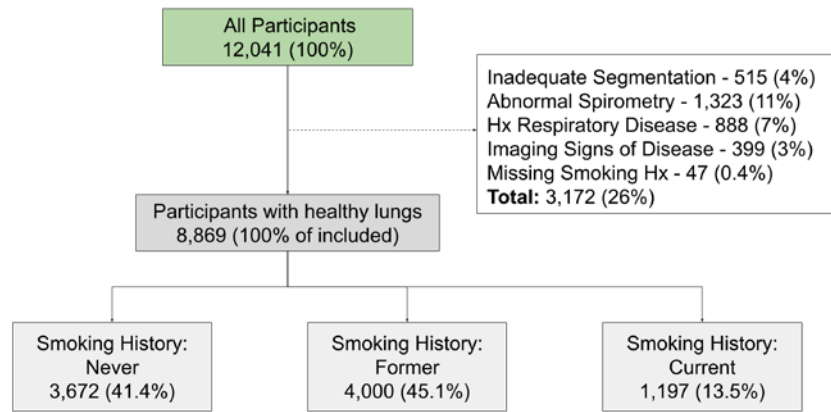 All Participants
12,041 (100%)
Inadequate Segmentation - 515 (4%)
Abnormal Spirometry - 1,323 (11%)
Hx Respiratory Disease - 888 (7%)
Imaging Signs of Disease - 399 (3%)
Missing Smoking Hx - 47 (0.4%)
Total: 3,172 (26%)
Participants with healthy lungs
8,869 (100% of included)
Smoking History:
Never
3,672 (41.4%)
Smoking History:
Former
4,000 (45.1%)
Smoking History:
Current
1,197 (13.5%)